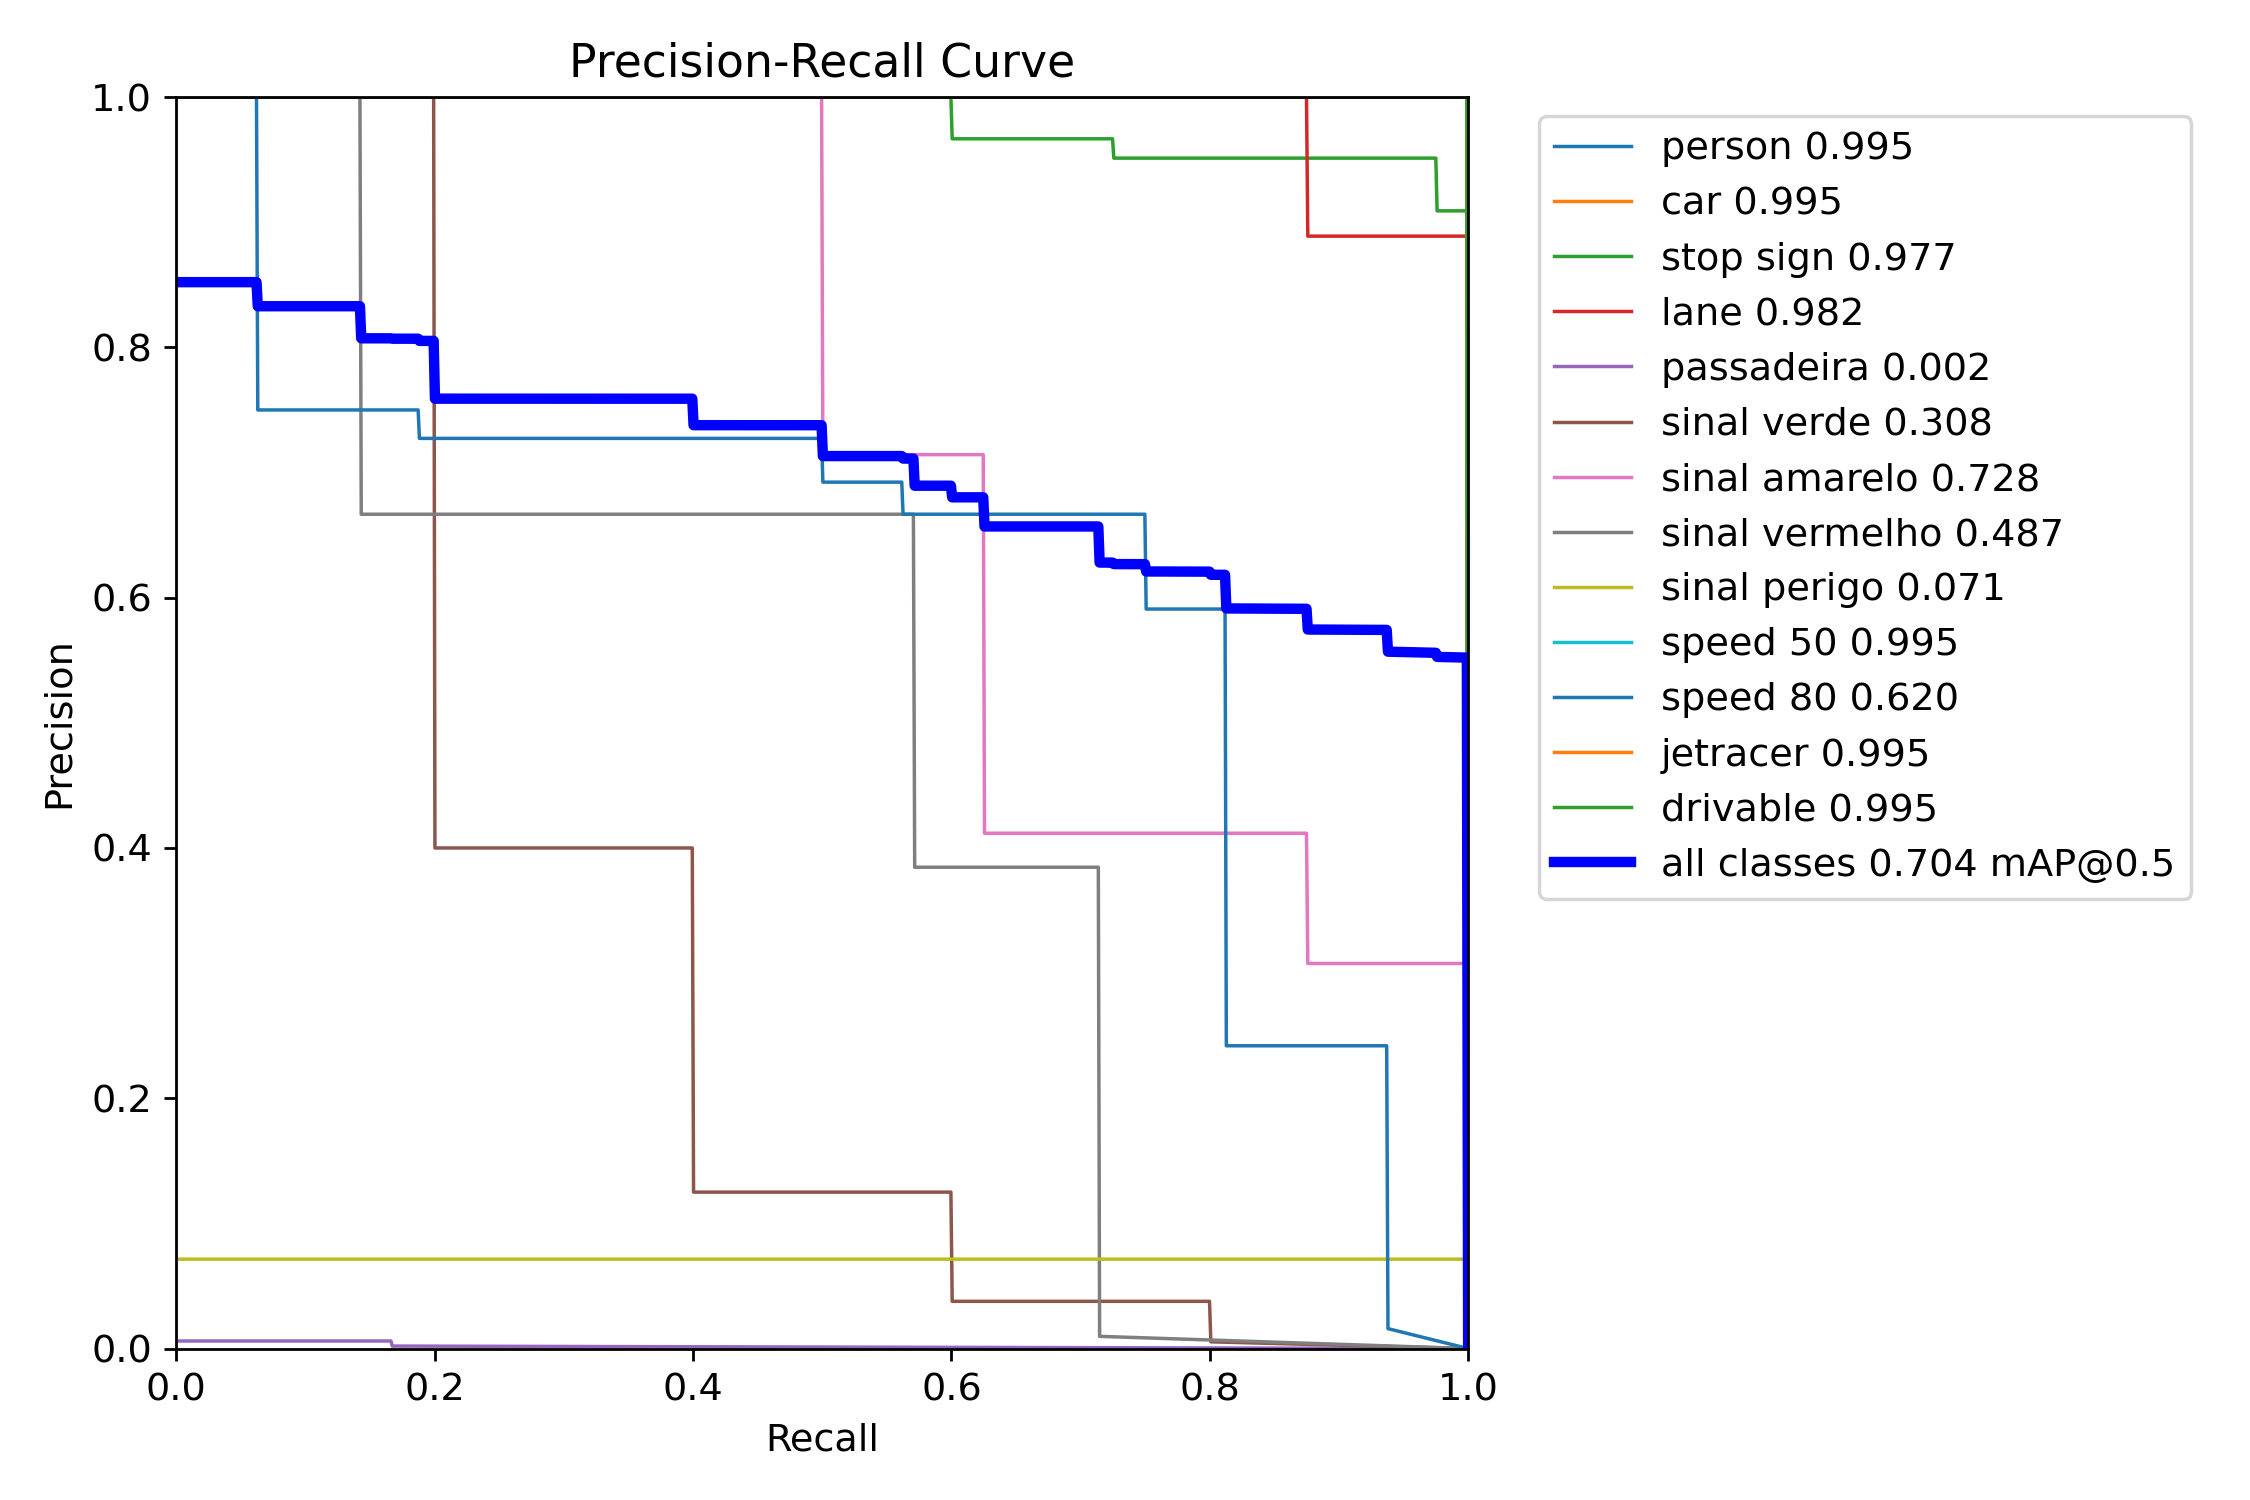 Precision-Recall Curve
1.0
0.8
0.6
0.4
0.2
0.0
Precision
0.0 0.2 0.4 0.6 0.8 1.0
Recall
person 0.995
car 0.995
stop sign 0.977
lane 0.982
passadeira 0.002
sinal verde 0.308
sinal amarelo 0.728
sinal vermelho 0.487
sinal perigo 0.071
speed 50 0.995
speed 80 0.620
jetracer 0.995
drivable 0.995
all classes 0.704 mAP@0.5